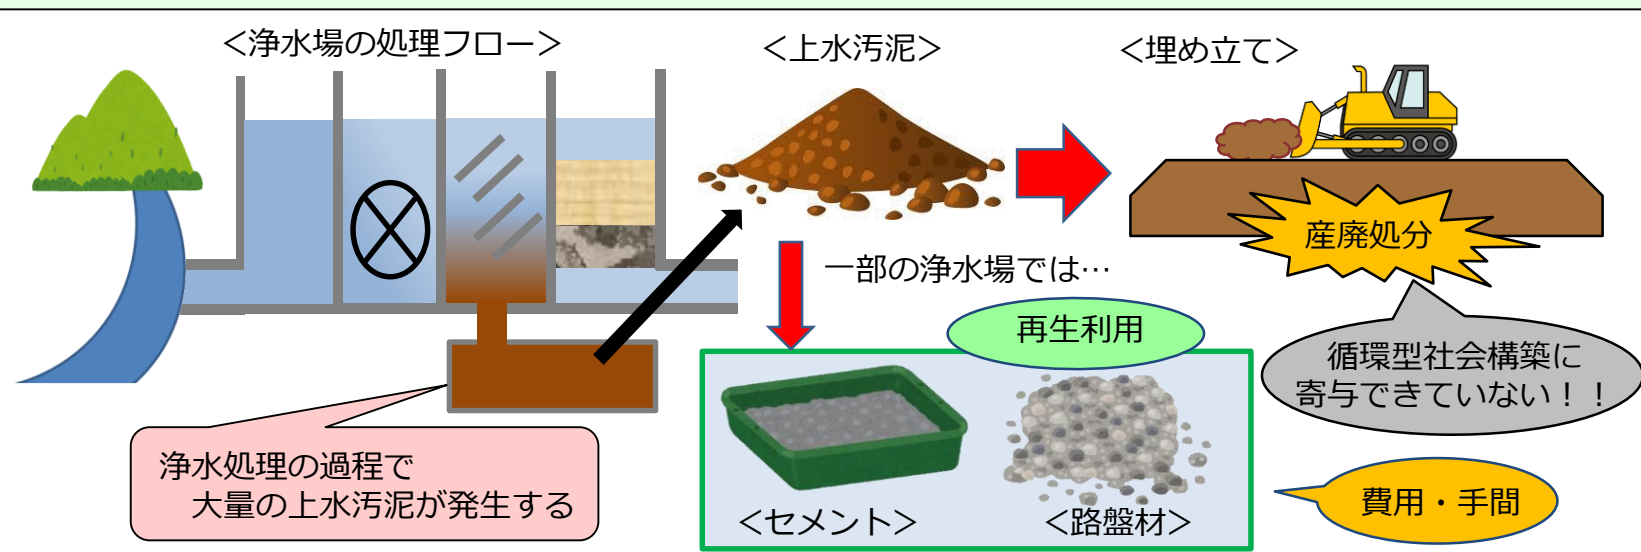 <浄水場の処理フロー>
<上水汚泥>
<埋め立て>
産廃処分
一部の浄水場では…
再生利用
循環型社会構築に
寄与できていない！！
浄水処理の過程で
大量の上水汚泥が発生する
<セメント>
<路盤材>
費用・手間